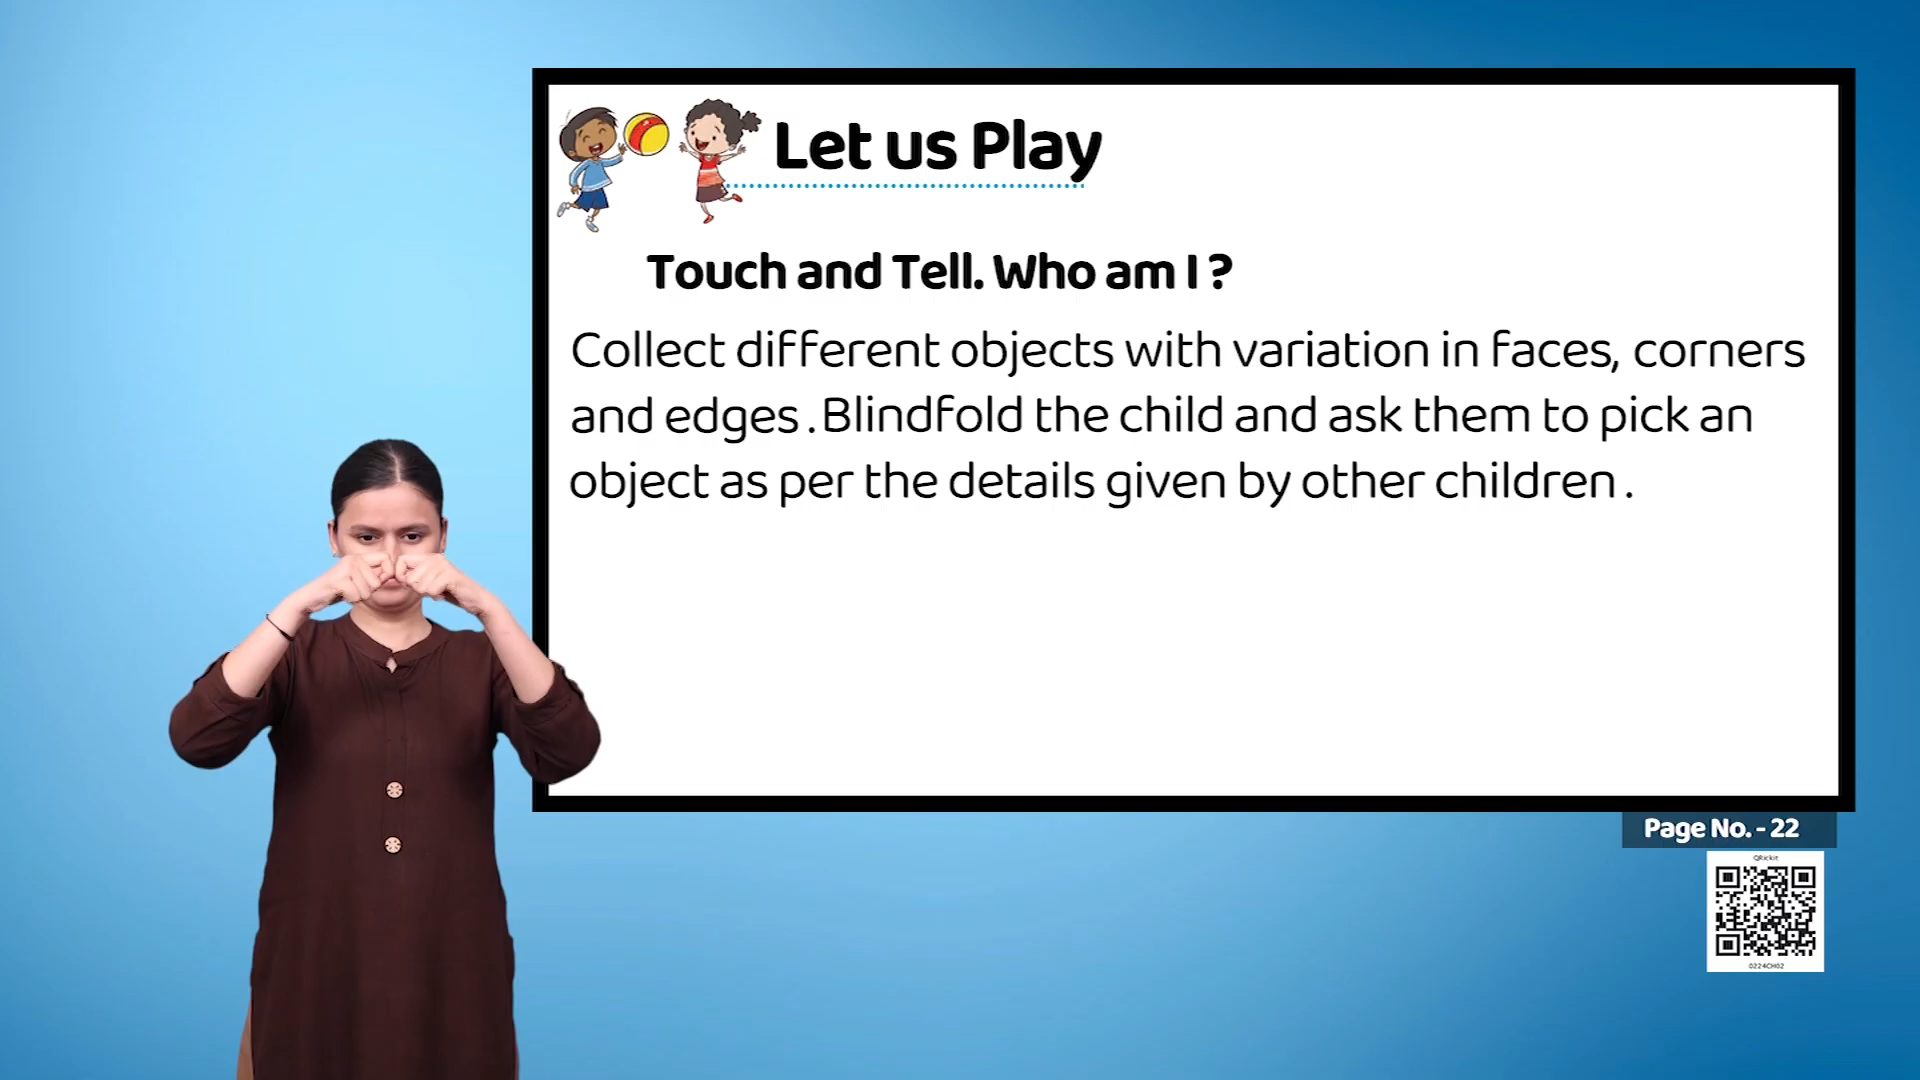 Let us Play
Touch and Tell. Who am I ?
Collect different objects with variation in faces, corners
and edges . Blindfold the child and ask them to pick an
object as per the details given by other children .
Page No. - 22
QRickit
0224CH02